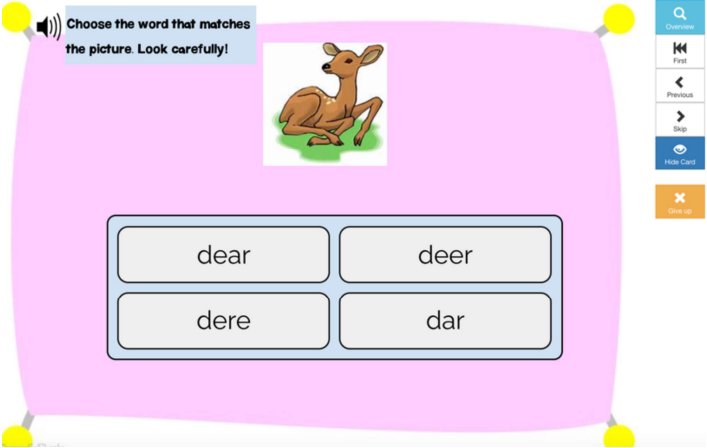 Choose the word that matches
the picture. Look carefully!
Overview
First
Previous
Skip
Hide Card
Give up
dear
deer
dere
dar